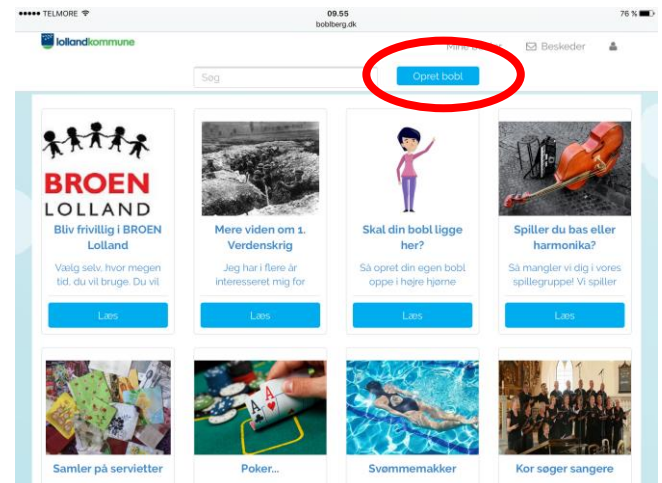 TELMORE
09.55
76 %
boblberg.dk
lollandkommune
Beskeder
Søg
Opret bobl
BROEN
LOLLAND
Bliv frivillig i BROEN
Lolland
Vælg selv, hvor megen
tid, du vil bruge. Du vil
Læs
Mere viden om 1.
Verdenskrig
Jeg har i flere år
interesseret mig for
Læs
Skal din bobl ligge
her?
Så opret din egen bobl
oppe i højre hjørne
Læs
Spiller du bas eller
harmonika?
Så mangler vi dig i vores
spillegruppe! Vi spiller
Læs
Samler på servietter
Poker...
Svømmemakker
Kor søger sangere